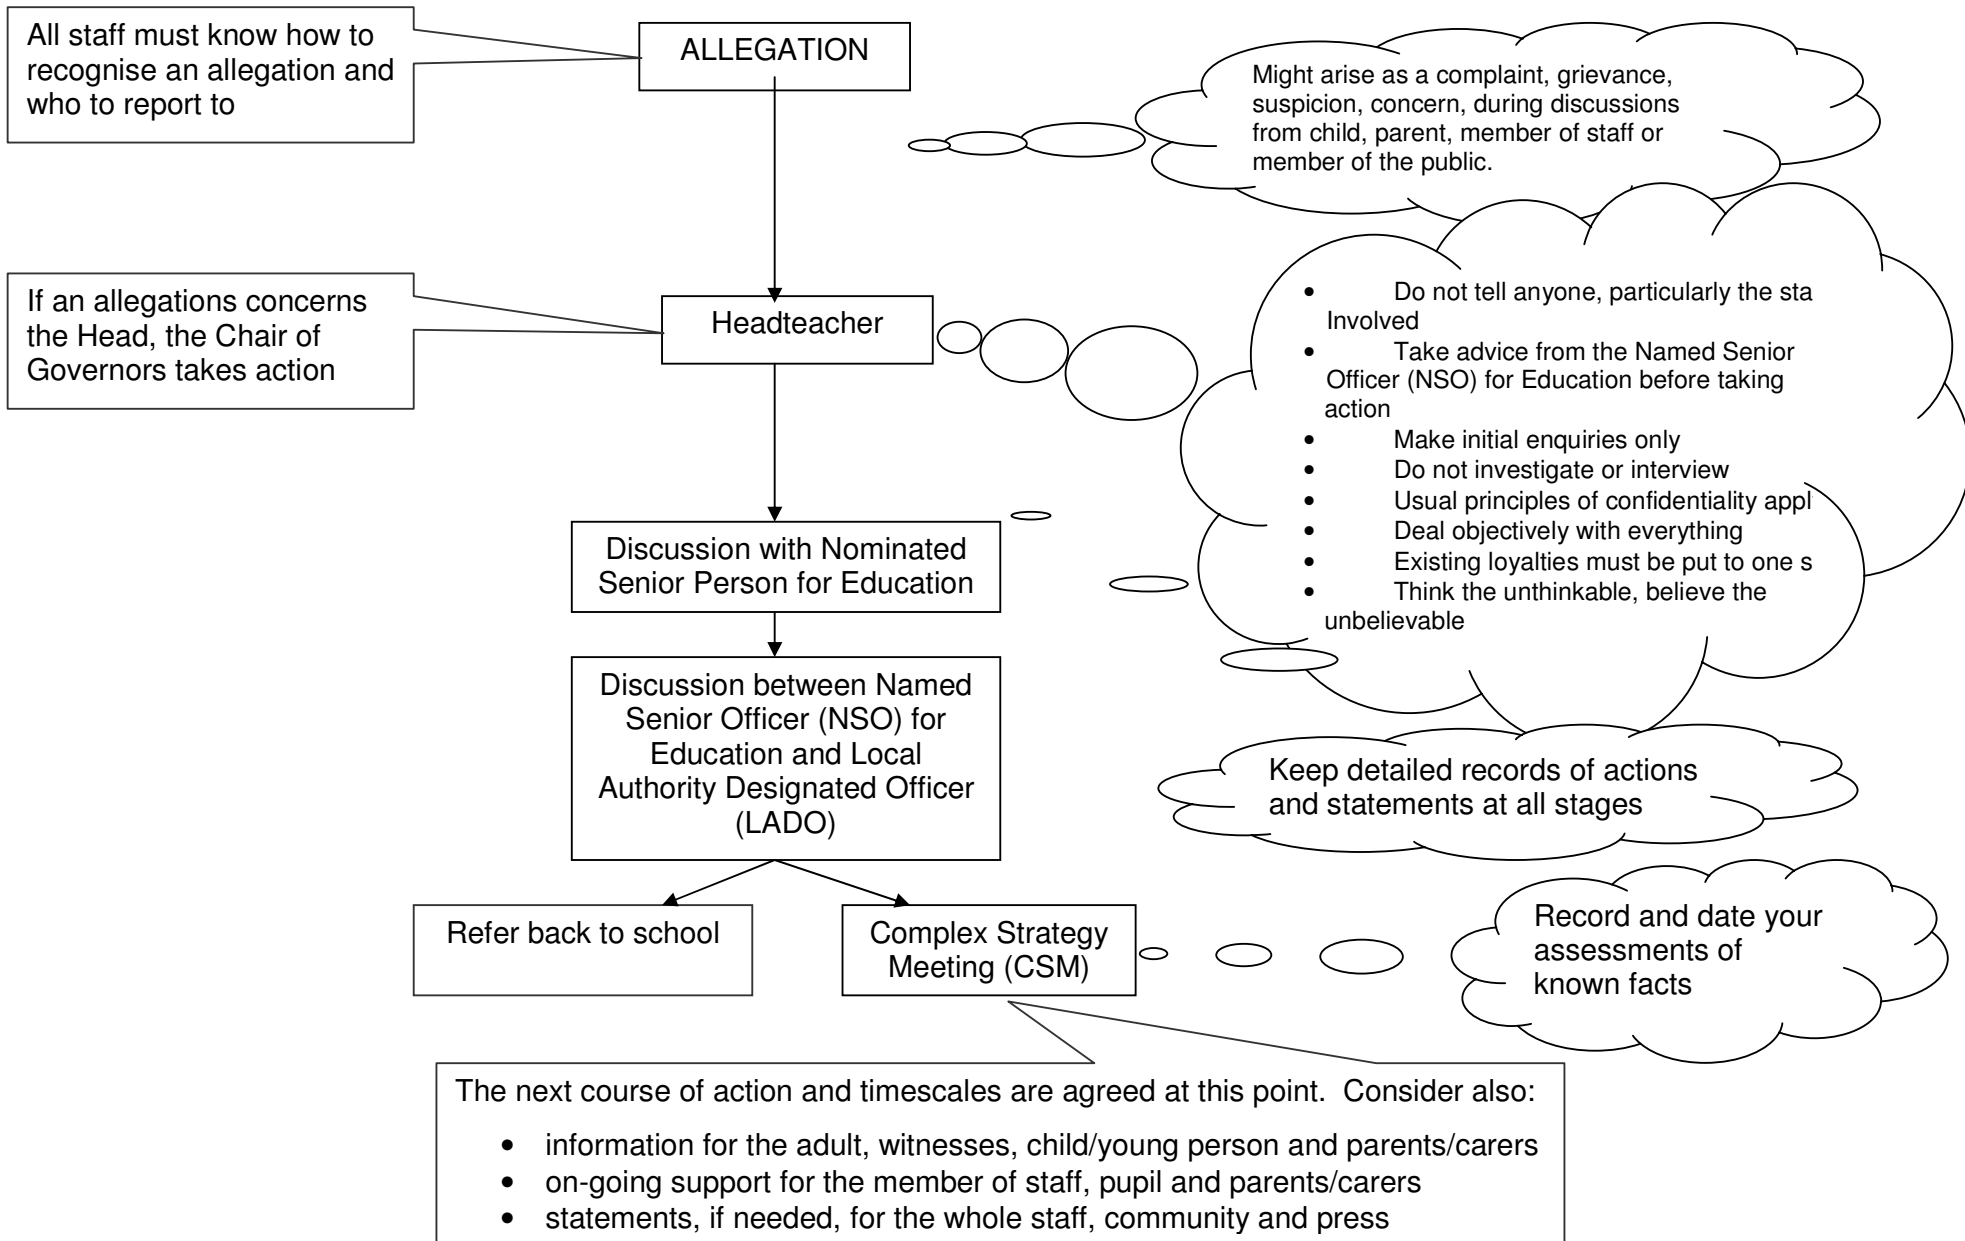 All staff must know how to
recognise an allegation and
who to report to
ALLEGATION
Might arise as a complaint, grievance,
suspicion, concern, during discussions
from child, parent, member of staff or
member of the public.
If an allegations concerns
the Head, the Chair of
Governors takes action
Headteacher
• Do not tell anyone, particularly the sta
Involved
• Take advice from the Named Senior
Officer (NSO) for Education before taking
action
• Make initial enquiries only
• Do not investigate or interview
• Usual principles of confidentiality appl
• Deal objectively with everything
• Existing loyalties must be put to one s
• Think the unthinkable, believe the
unbelievable
Discussion with Nominated
Senior Person for Education
Discussion between Named
Senior Officer (NSO) for
Education and Local
Authority Designated Officer
(LADO)
Keep detailed records of actions
and statements at all stages
Refer back to school
Complex Strategy
Meeting (CSM)
Record and date your
assessments of
known facts
The next course of action and timescales are agreed at this point.  Consider also:
• information for the adult, witnesses, child/young person and parents/carers
• on-going support for the member of staff, pupil and parents/carers
• statements, if needed, for the whole staff, community and press